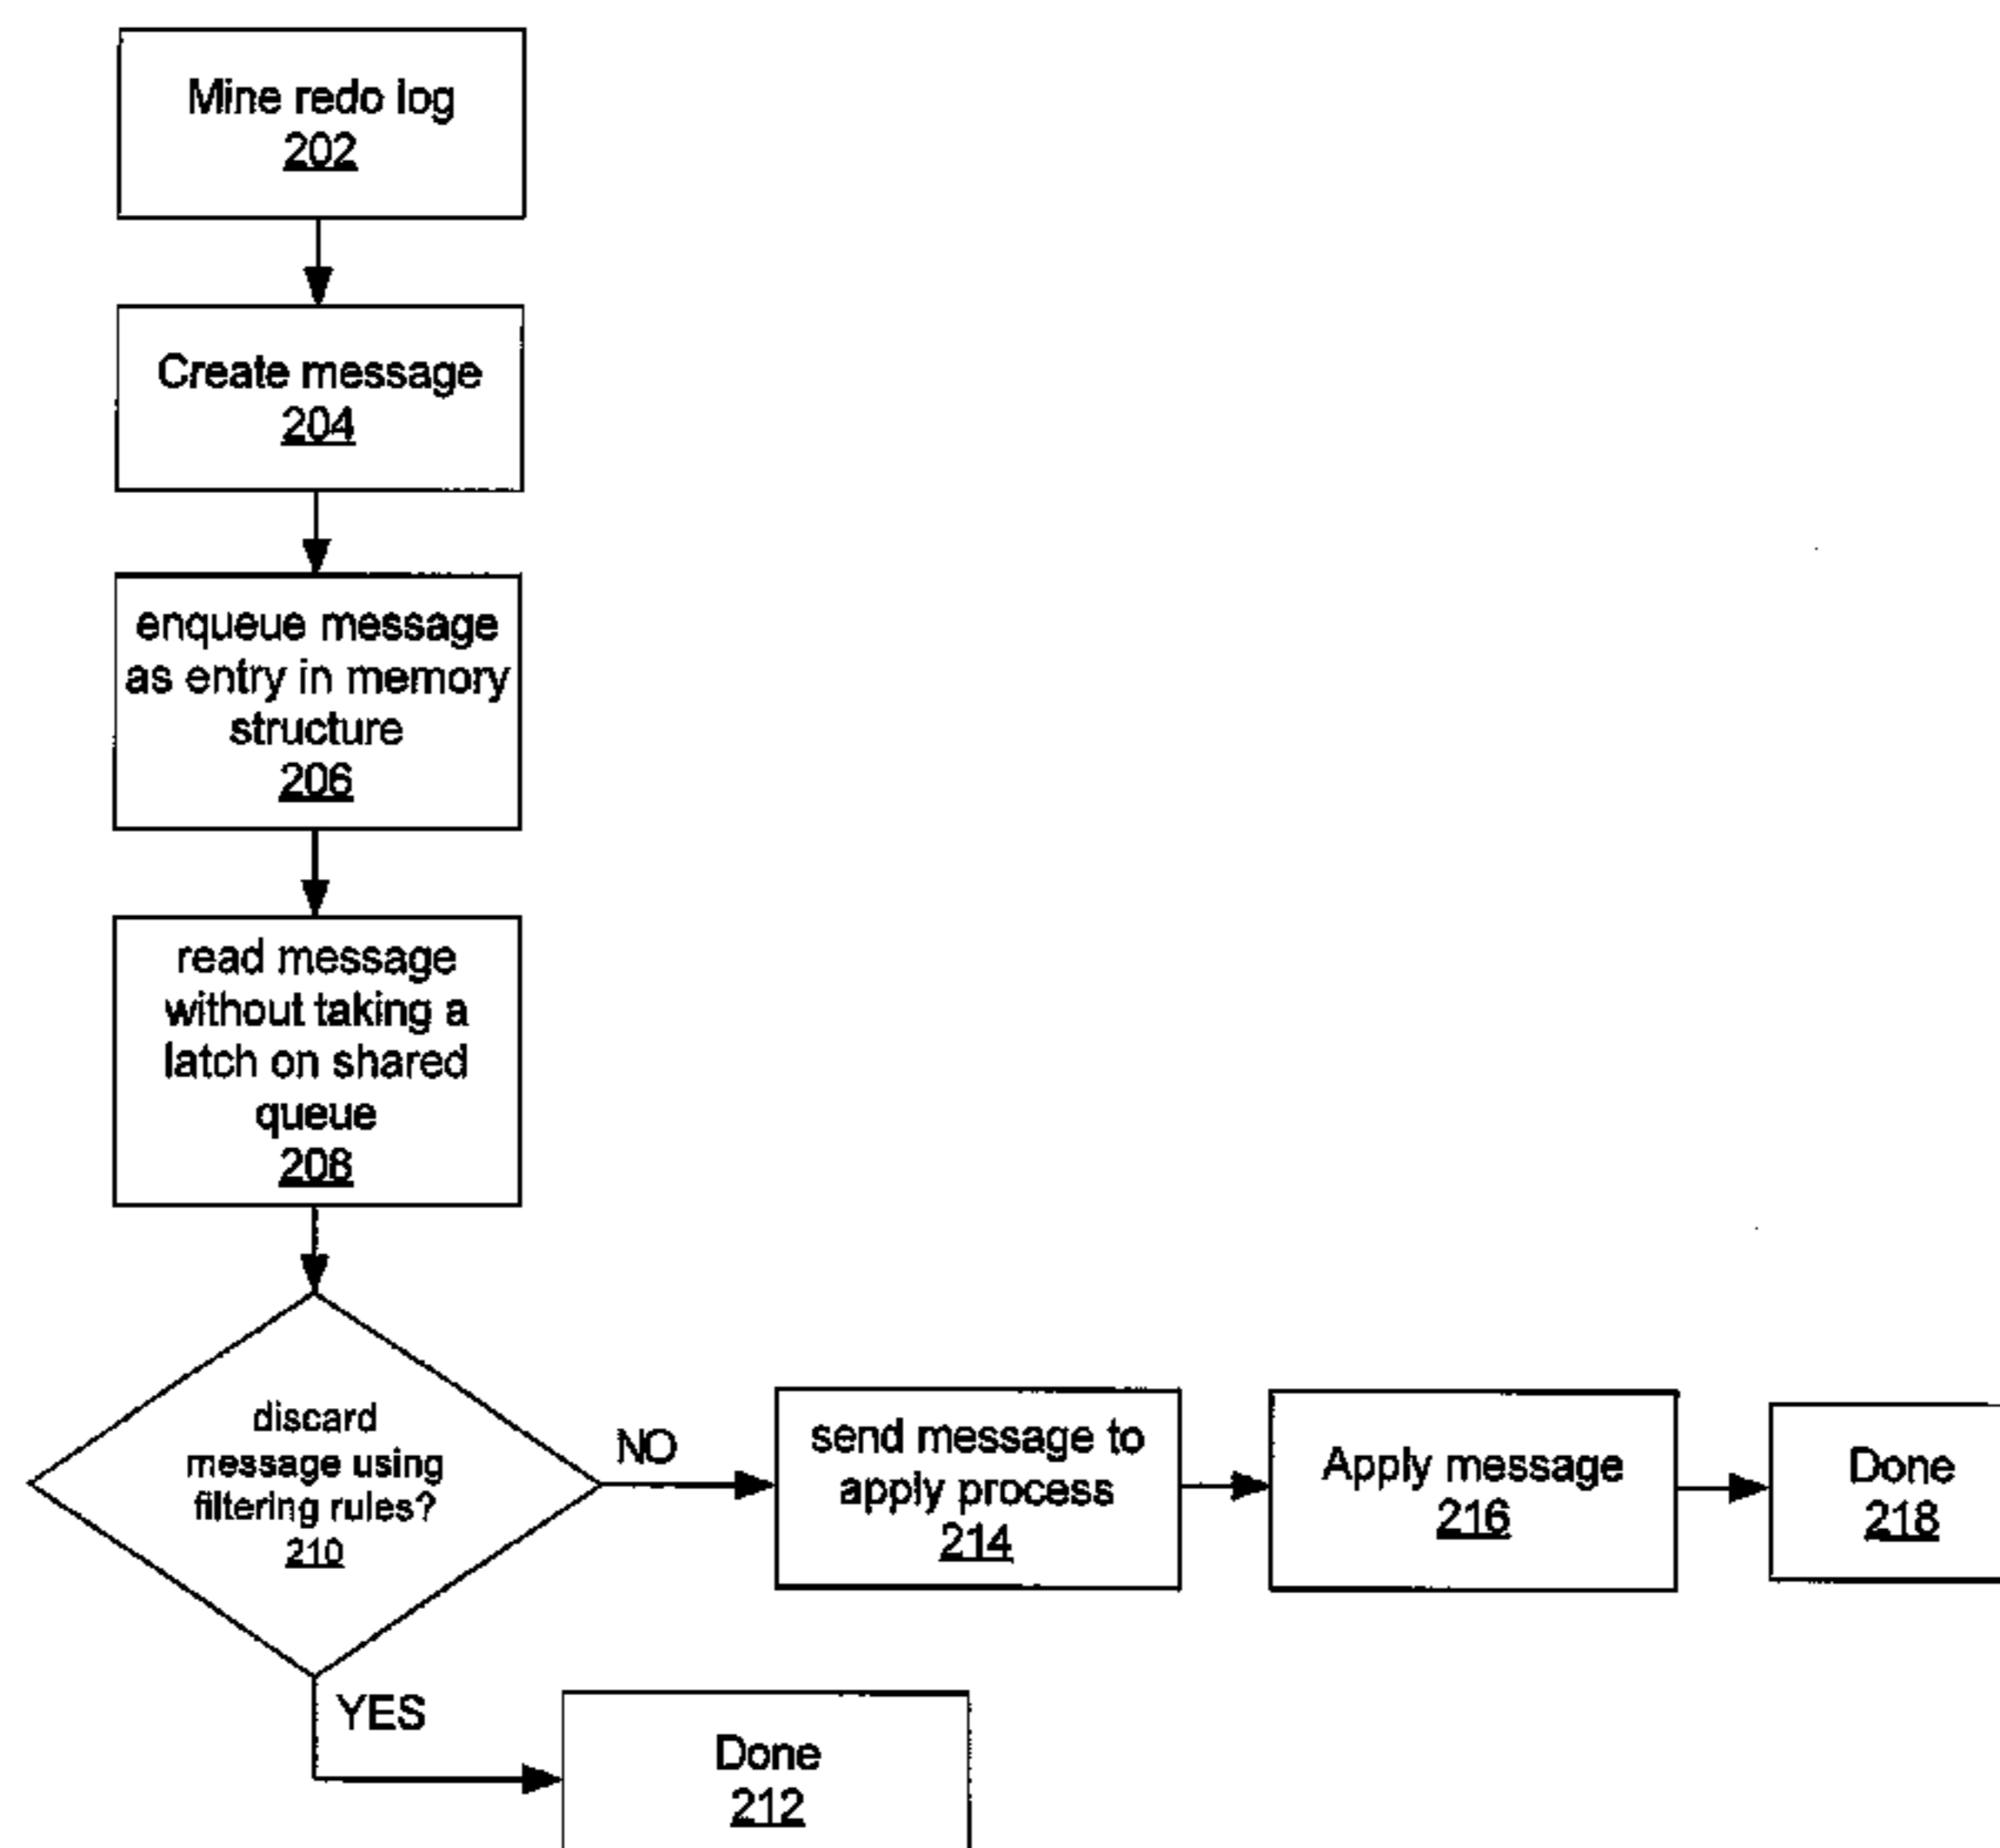 Mine redo log
202
Create message
204
enqueue message
as entry in memory
structure
206
read message
without taking a
latch on shared
queue
208
discard
message using
filtering rules?
210
NO
send message to
apply process
214
Apply message
216
Done
218
YES
Done
212